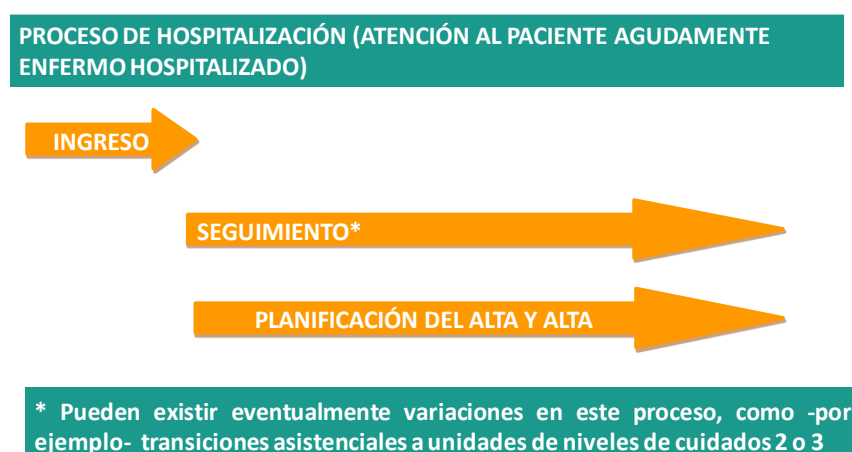 PROCESO DE HOSPITALIZACIÓN (ATENCIÓN AL PACIENTE AGUDAMENTE
ENFERMO HOSPITALIZADO)
INGRESO
SEGUIMIENTO*
PLANIFICACIÓN DEL ALTA Y ALTA
* Pueden existir eventualmente variaciones en este proceso, como -por
ejemplo- transiciones asistenciales a unidades de niveles de cuidados 2 o 3